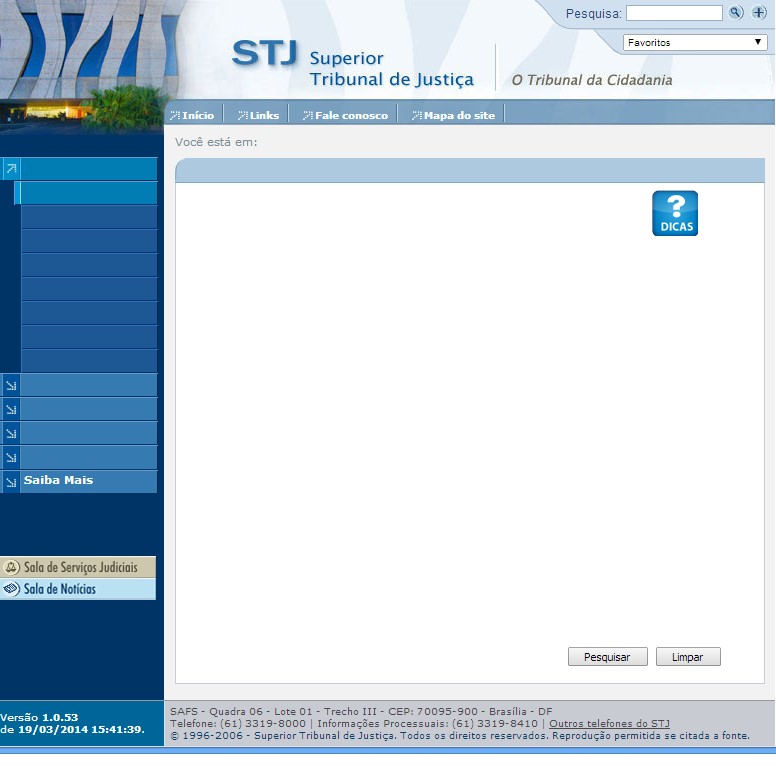 Pesquisa:
Favoritos
STJ Superior
Tribunal de Justiça
O Tribunal da Cidadania
Início Links Fale conosco Mapa do site
Você está em:
?
DICAS
Saiba Mais
Sala de Serviços Judiciais
Sala de Notícias
Pesquisar Limpar
Versão 1.0.53
de 19/03/2014 15:41:39.
SAFS - Quadra 06 - Lote 01 - Trecho III - CEP: 70095-900 - Brasília - DF
Telefone: (61) 3319-8000 | Informações Processuais: (61) 3319-8410 | Outros telefones do STJ
© 1996-2006 - Superior Tribunal de Justiça. Todos os direitos reservados. Reprodução permitida se citada a fonte.